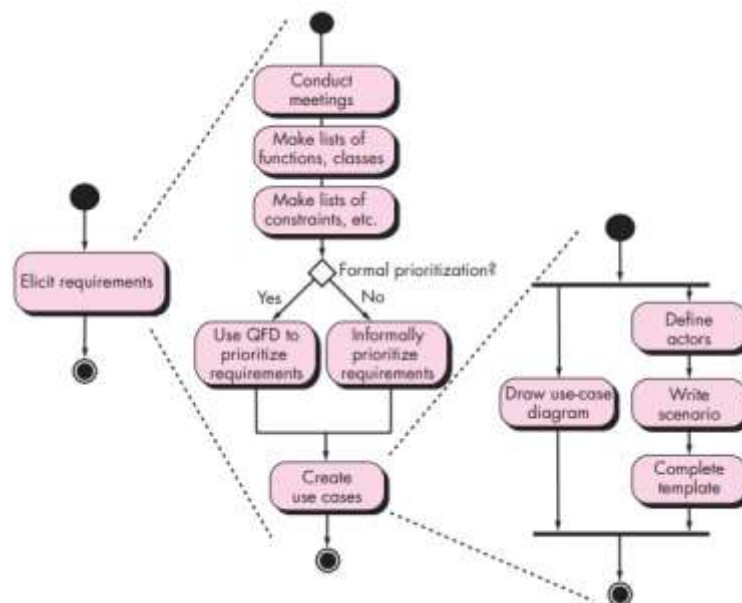 Conduct
meetings
Make lists of
functions, classes
Make lists of
constraints, etc.
Elicit requirements
Formal prioritization?
Yes
No
Use QFD to
prioritize
requirements
Informally
prioritize
requirements
Create
use cases
Draw use-case
diagram
Define
actors
Write
scenario
Complete
template